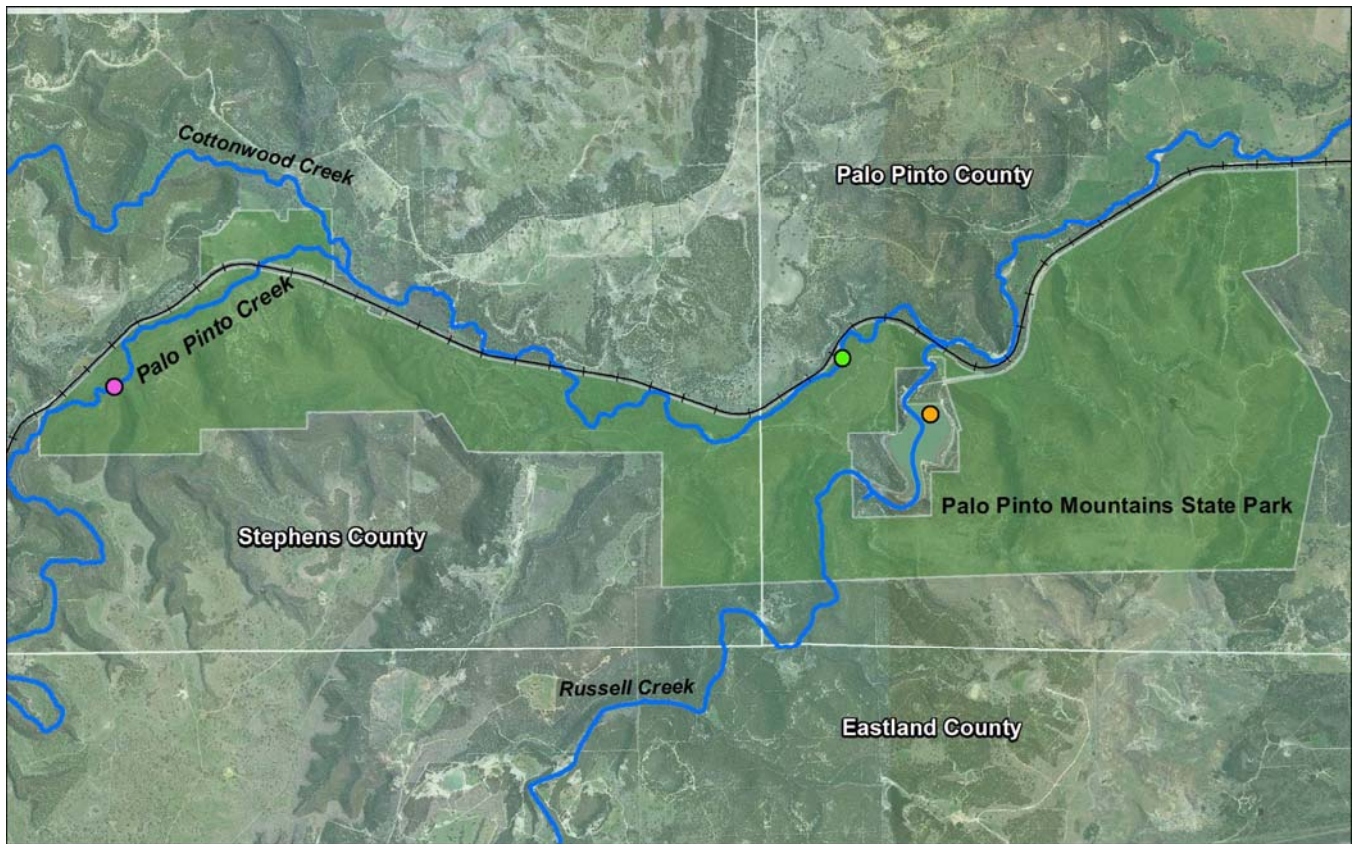 Cottonwood Creek
Palo Pinto County
Palo Pinto Creek
Palo Pinto Mountains State Park
Stephens County
Russell Creek
Eastland County